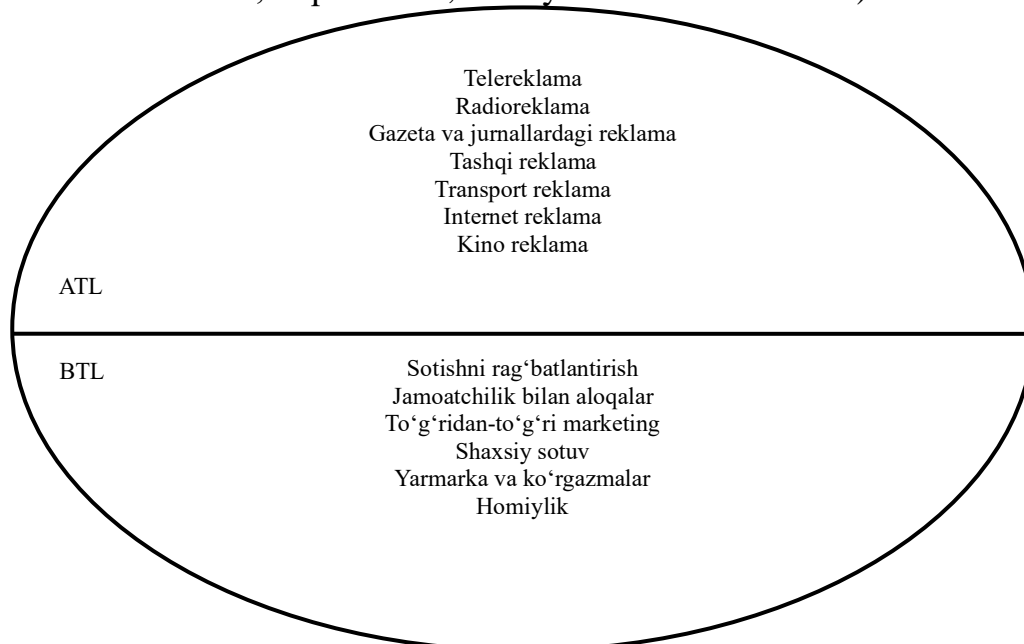 Telereklama
Radioreklama
Gazeta va jurnallardagi reklama
Tashqi reklama
Transport reklama
Internet reklama
Kino reklama
ATL
BTL
Sotishni rag‘batlantirish
Jamoatchilik bilan aloqalar
To‘g‘ridan-to‘g‘ri marketing
Shaxsiy sotuv
Yarmarka va ko‘rgazmalar
Homiylik